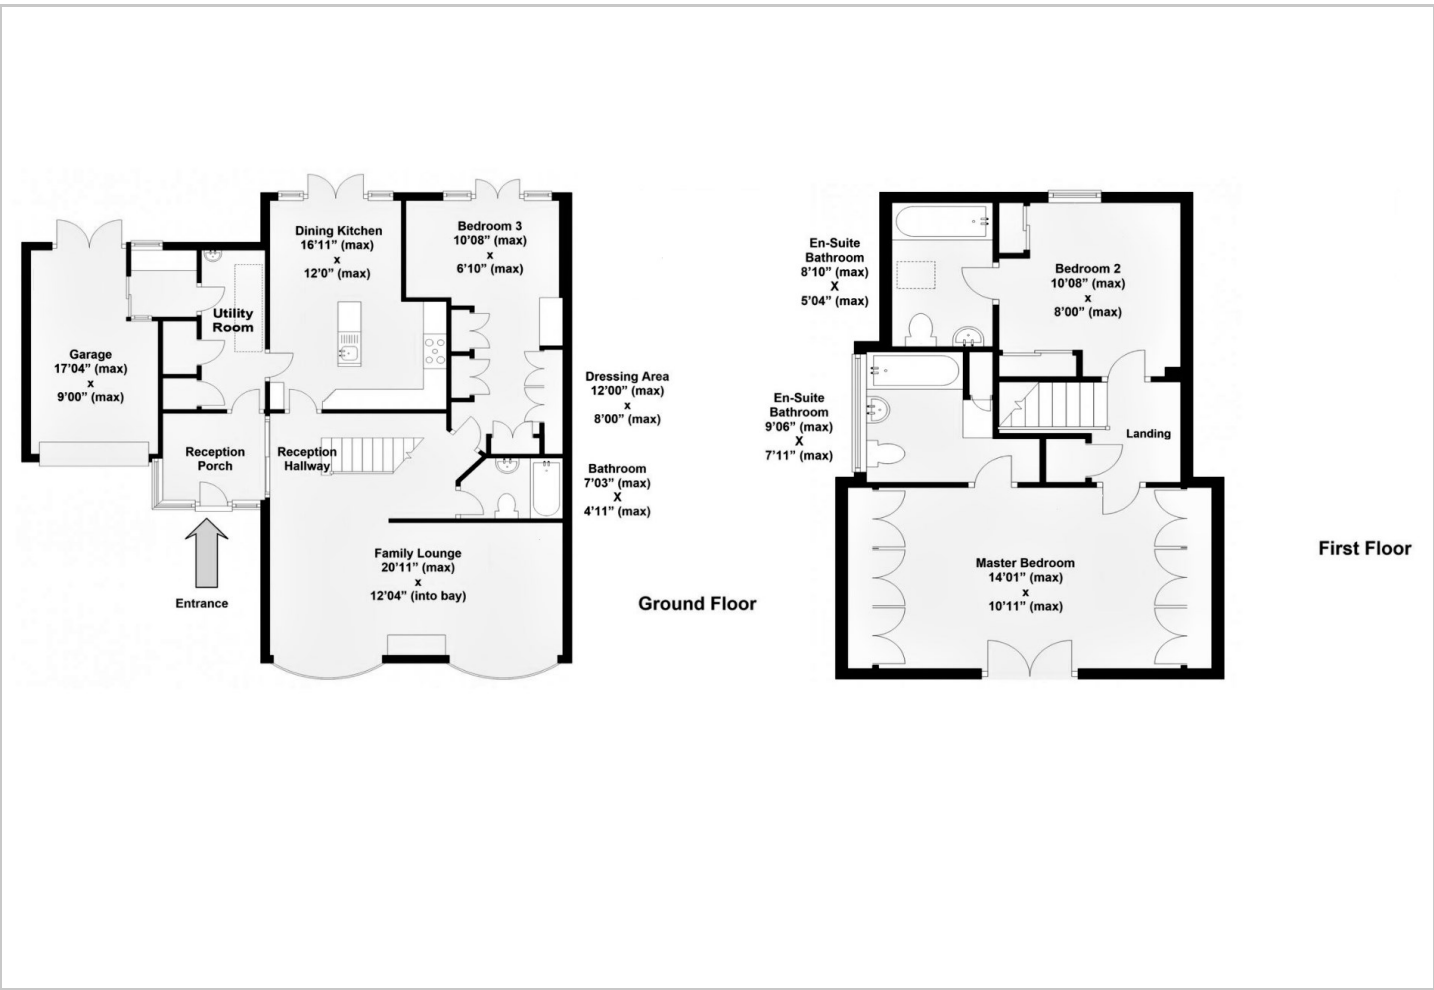 Dining Kitchen
16’11” (max)
x
12’0” (max)
Bedroom 3
10’08” (max)
x
6’10” (max)
Utility
Room
Garage
17’04” (max)
x
9’00” (max)
Reception
Porch
Reception
Hallway
Dressing Area
12’00” (max)
x
8’00” (max)
Bathroom
7’03” (max)
X
4’11” (max)
Family Lounge
20’11” (max)
x
12’04” (into bay)
Entrance
Ground Floor
En-Suite
Bathroom
8’10” (max)
X
5’04” (max)
Bedroom 2
10’08” (max)
x
8’00” (max)
En-Suite
Bathroom
9’06” (max)
X
7’11” (max)
Landing
Master Bedroom
14’01” (max)
x
10’11” (max)
First Floor